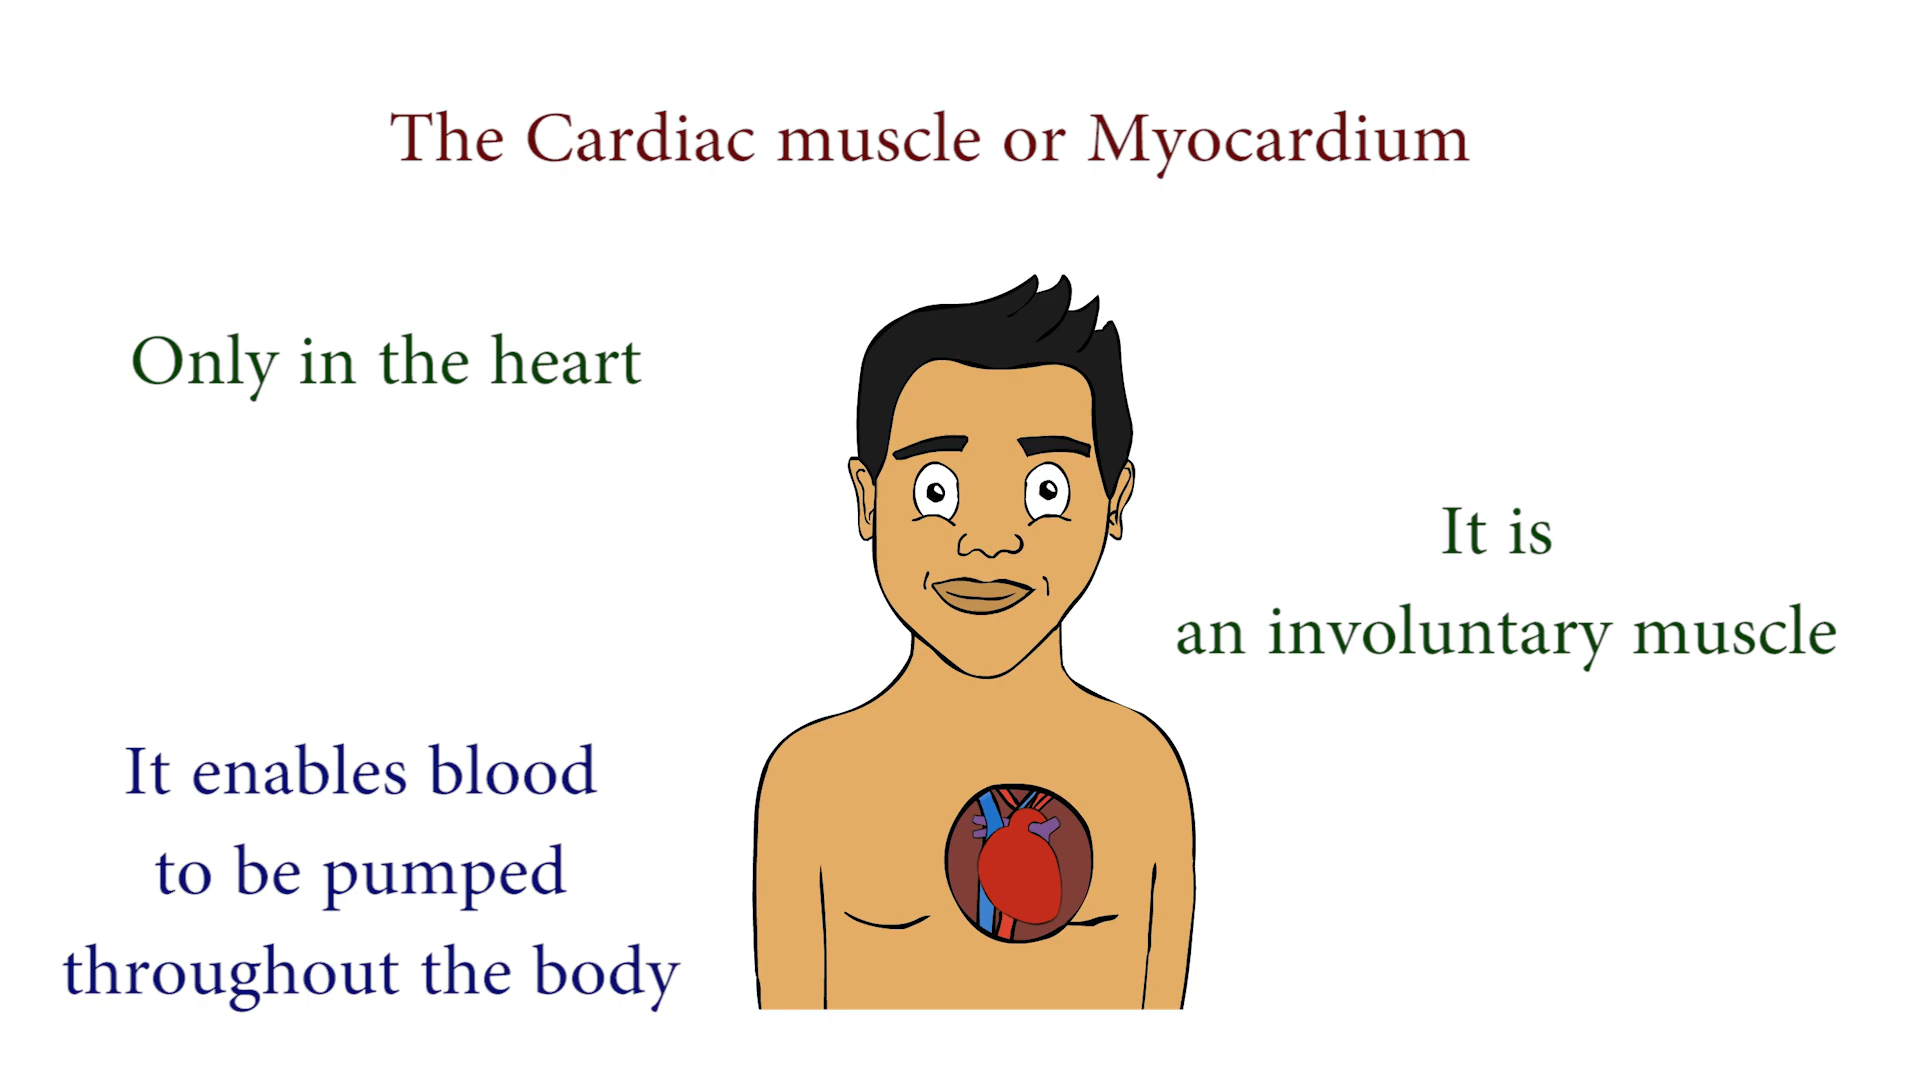 The Cardiac muscle or Myocardium
Only in the heart
It is
an involuntary muscle
It enables blood
to be pumped
throughout the body